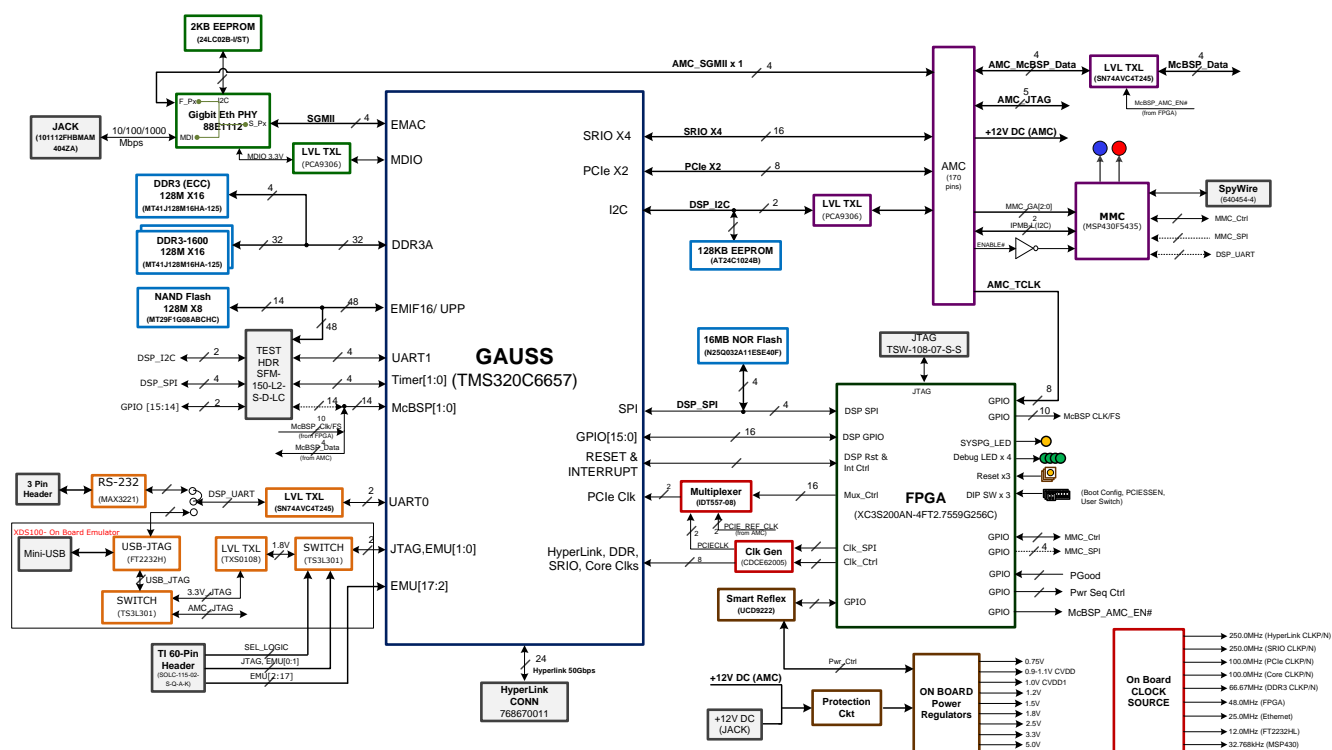 2KB EEPROM
(24LC02B-I/ST)
AMC_SGMII x 1
4
F_Px
I2C
S_Px
Gigbit Eth PHY
88E1112
MDI
JACK
(101112FHBMAM
404ZA)
10/100/1000
Mbps
SGMII
4
EMAC
MDIO 3.3V
LVL TXL
(PCA9306)
MDIO
DDR3 (ECC)
128M X16
(MT41J128M16HA-125)
4
DDR3-1600
128M X16
(MT41J128M16HA-125)
32
32
DDR3A
NAND Flash
128M X8
(MT29F1G08ABCHC)
14
48
EMIF16/ UPP
48
TEST
HDR
SFM-
150-L2-
S-D-LC
DSP_I2C
2
4
UART1
DSP_SPI
4
4
Timer[1:0]
GPIO [15:14]
2
14
14
McBSP[1:0]
10
McBSP_Clk/FS
(from FPGA)
4
McBSP_Data
(from AMC)
GAUSS
(TMS320C6657)
3 Pin
Header
RS-232
(MAX3221)
DSP_UART
LVL TXL
(SN74AVC4T245)
2
UART0
XDS100- On Board Emulator
Mini-USB
USB-JTAG
(FT2232H)
LVL TXL
(TXS0108)
1.8V
SWITCH
(TS3L301)
2
JTAG,EMU[1:0]
USB_JTAG
SWITCH
(TS3L301)
3.3V_JTAG
AMC_JTAG
EMU[17:2]
TI 60-Pin
Header
(SOLC-115-02-
S-Q-A-K)
SEL_LOGIC
JTAG, EMU[0:1]
EMU[2:17]
24
Hyperlink 50Gbps
HyperLink
CONN
768670011
SRIO X4
SRIO X4
16
PCIe X2
PCIe X2
8
I2C
DSP_I2C
2
LVL TXL
(PCA9306)
128KB EEPROM
(AT24C1024B)
AMC
(170
pins)
AMC_McBSP_Data
4
LVL TXL
(SN74AVC4T245)
4
McBSP_Data
McBSP_AMC_EN#
(from FPGA)
5
AMC_JTAG
+12V DC (AMC)
MMC_GA[2:0]
2
IPMB-L(I2C)
ENABLE#
MMC
(MSP430F5435)
SpyWire
(640454-4)
MMC_Ctrl
MMC_SPI
DSP_UART
AMC_TCLK
16MB NOR Flash
(N25Q032A11ESE40F)
4
JTAG
TSW-108-07-S-S
JTAG
SPI
DSP_SPI
4
DSP SPI
GPIO[15:0]
16
DSP GPIO
RESET &
INTERRUPT
DSP Rst &
Int Ctrl
PCIe Clk
2
Multiplexer
(IDT557-08)
16
Mux_Ctrl
2
PCIECLK
2
PCIE_REF_CLK
(from AMC)
HyperLink, DDR,
SRIO, Core Clks
8
Clk Gen
(CDCE62005)
Clk_SPI
Clk_Ctrl
Smart Reflex
(UCD9222)
GPIO
FPGA
(XC3S200AN-4FT2.7559G256C)
GPIO
8
GPIO
10
McBSP CLK/FS
SYSPG_LED
Debug LED x 4
Reset x3
DIP SW x 3
(Boot Config, PCIESSEN,
User Switch)
GPIO
MMC_Ctrl
GPIO
4
MMC_SPI
GPIO
PGood
GPIO
Pwr Seq Ctrl
GPIO
McBSP_AMC_EN#
Pwr_Ctrl
+12V DC (AMC)
+12V DC
(JACK)
Protection
Ckt
ON BOARD
Power
Regulators
0.75V
0.9-1.1V CVDD
1.0V CVDD1
1.2V
1.5V
1.8V
2.5V
3.3V
5.0V
On Board
CLOCK
SOURCE
250.0MHz (HyperLink CLKP/N)
250.0MHz (SRIO CLKP/N)
100.0MHz (PCIe CLKP/N)
100.0MHz (Core CLKP/N)
66.67MHz (DDR3 CLKP/N)
48.0MHz (FPGA)
25.0MHz (Ethernet)
12.0MHz (FT2232HL)
32.768kHz (MSP430)